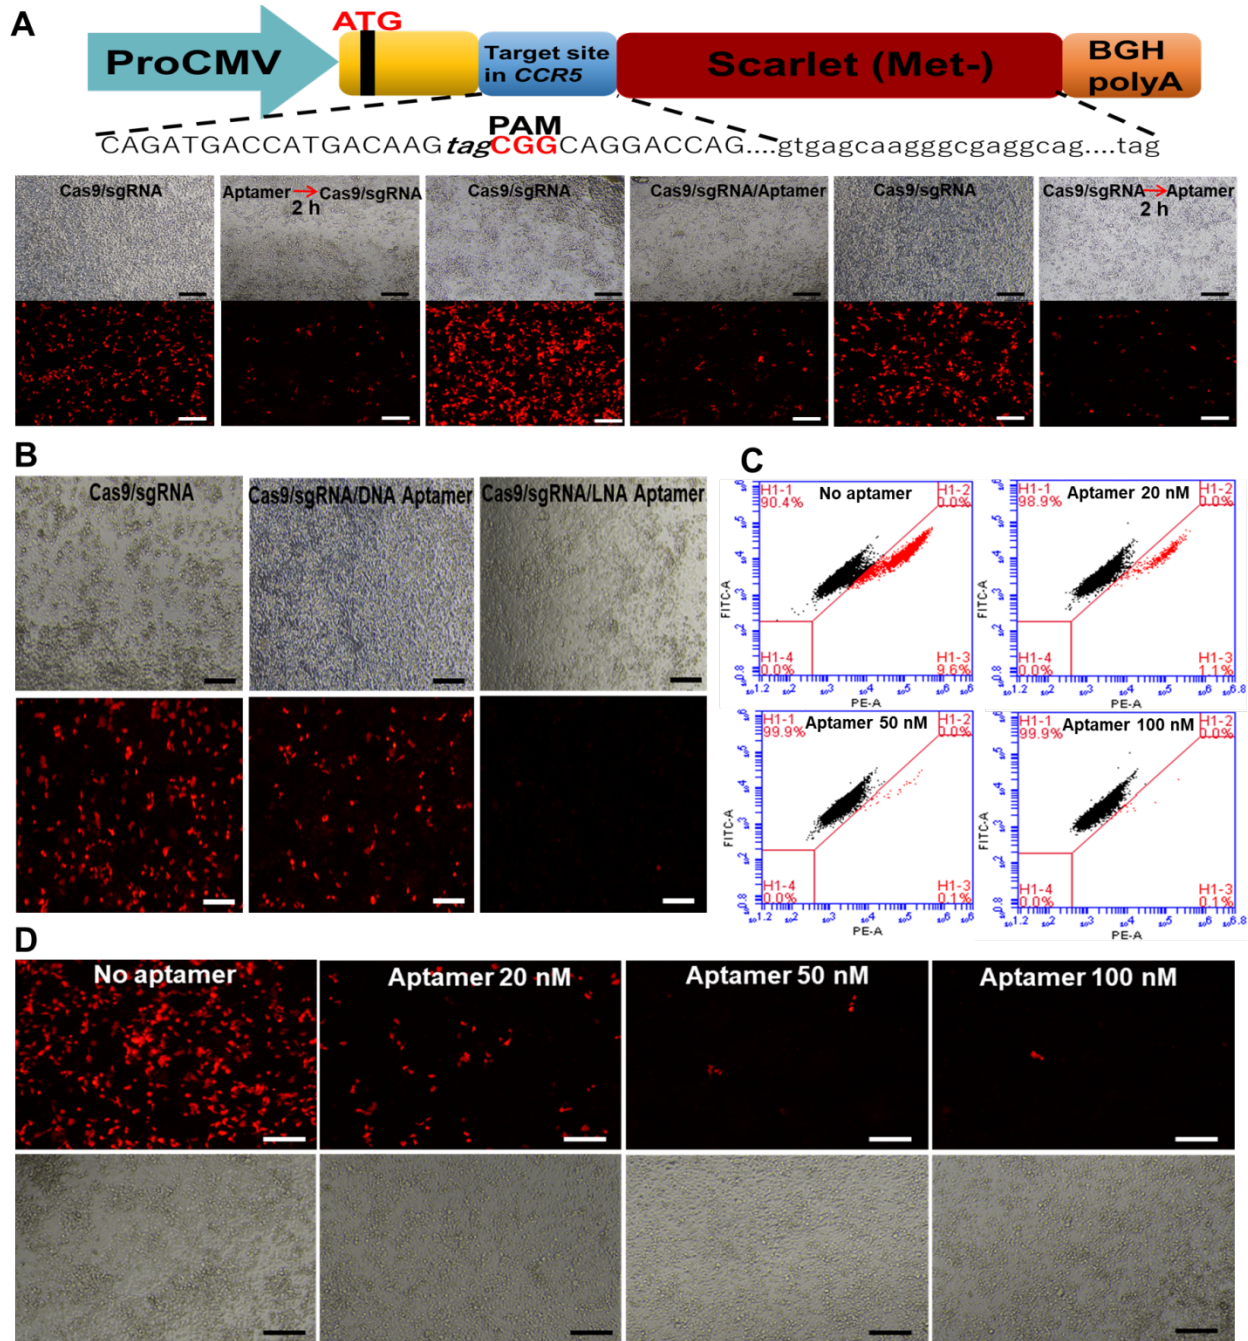 A
ATG
ProCMV
Target site
in CCR5
Scarlet (Met-)
BGH
polyA
PAM
CAGATGACCATGACAAGtagCGGCAGGACCAG....gtgagcaagggcgaggcag....tag
Cas9/sgRNA
Aptamer → Cas9/sgRNA
2 h
Cas9/sgRNA
Cas9/sgRNA/Aptamer
Cas9/sgRNA
Cas9/sgRNA → Aptamer
2 h
B
Cas9/sgRNA
Cas9/sgRNA/DNA Aptamer
Cas9/sgRNA/LNA Aptamer
C
H1-1
90.4%
No aptamer
H1-2
0.0%
H1-4
0.0%
H1-3
9.6%
FITC-A
PE-A
H1-1
98.9%
Aptamer 20 nM
H1-2
0.0%
H1-4
0.0%
H1-3
1.1%
FITC-A
PE-A
H1-1
99.9%
Aptamer 50 nM
H1-2
0.0%
H1-4
0.0%
H1-3
0.1%
FITC-A
PE-A
H1-1
99.9%
Aptamer 100 nM
H1-2
0.0%
H1-4
0.0%
H1-3
0.1%
FITC-A
PE-A
D
No aptamer
Aptamer 20 nM
Aptamer 50 nM
Aptamer 100 nM